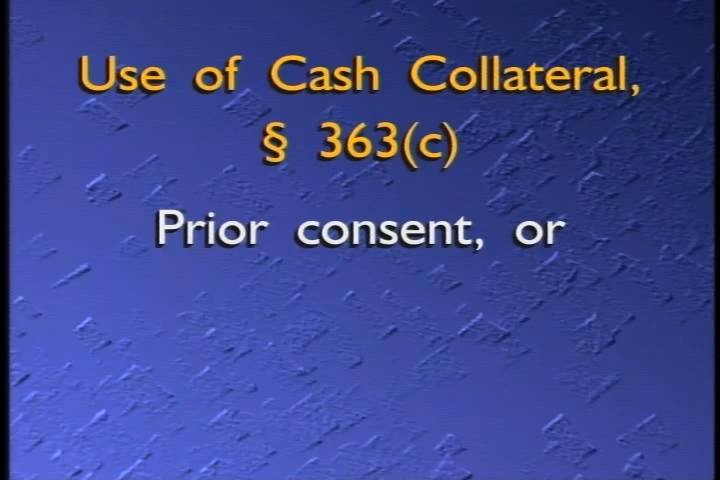 Use of Cash Collateral,
§ 363(c)
Prior consent, or